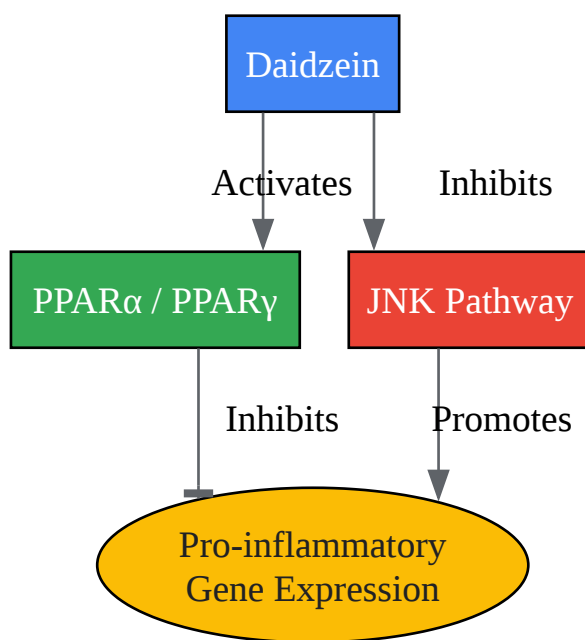 Daidzein
Activates
Inhibits
PPARα / PPARγ
JNK Pathway
Inhibits
Promotes
Pro-inflammatory
Gene Expression